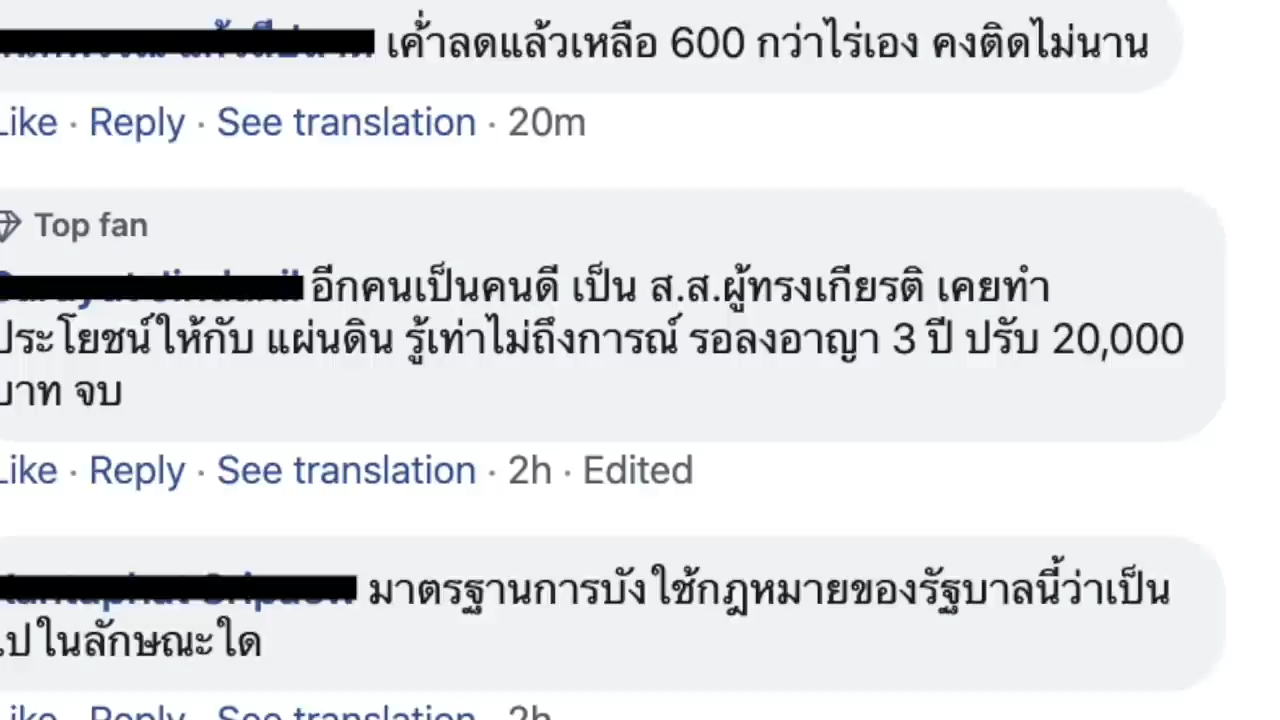 เค้่าลดแล้วเหลือ 600 กว่าไร่เอง คงติดไม่นาน
Like · Reply · See translation · 20m
Top fan
อีกคนเป็นคนดี เป็น ส.ส.ผู้ทรงเกียรติ เคยทำ
ประโยชน์ให้กับ แผ่นดิน รู้เท่าไม่ถึงการณ์ รอลงอาญา 3 ปี ปรับ 20,000
บาท จบ
Like · Reply · See translation · 2h · Edited
มาตรฐานการบังใช้กฎหมายของรัฐบาลนี้ว่าเป็น
ไปในลักษณะใด
Like · Reply · See translation · 2h